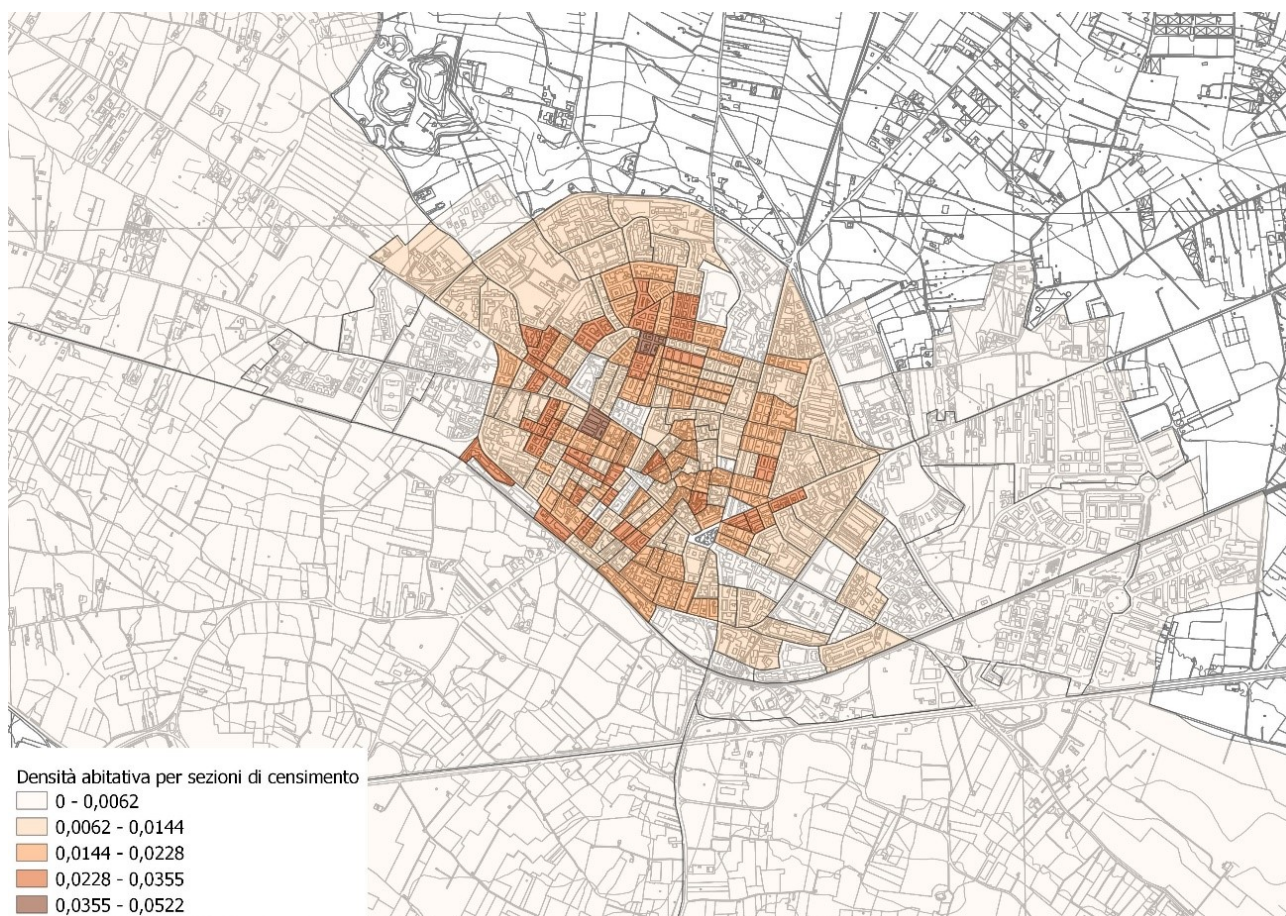 Densità abitativa per sezioni di censimento
0 - 0,0062
0,0062 - 0,0144
0,0144 - 0,0228
0,0228 - 0,0355
0,0355 - 0,0522